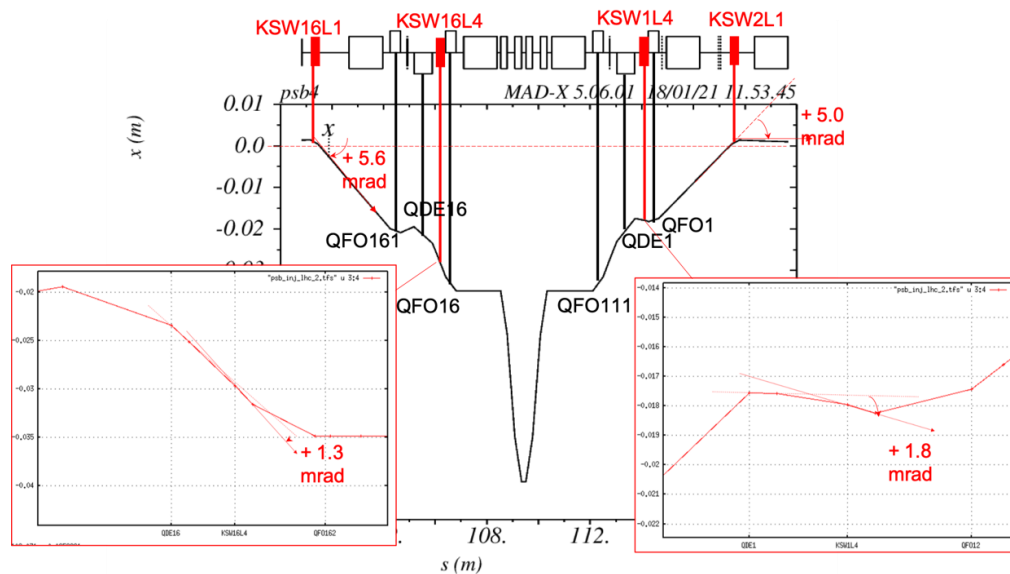 KSW16L1
KSW16L4
KSW1L4
KSW2L1
psb4
MAD-X 5.06.01 18/01/21 11.53.45
x (m)
0.01
0.0
-0.01
-0.02
x
+ 5.6
mrad
+ 5.0
mrad
QDE16
QFO161
QFO16
QFO111
QDE1
QFO1
"psb_inj_lhc_2.tfs" u 3:4
-0.02
-0.025
-0.03
-0.035
-0.04
+ 1.3
mrad
QDE16
KSW16L4
QFO162
"psb_inj_lhc_2.tfs" u 3:4
-0.014
-0.015
-0.016
-0.017
-0.018
-0.019
-0.02
-0.021
-0.022
+ 1.8
mrad
QDE1
KSW1L4
QFO12
108.
112.
s (m)